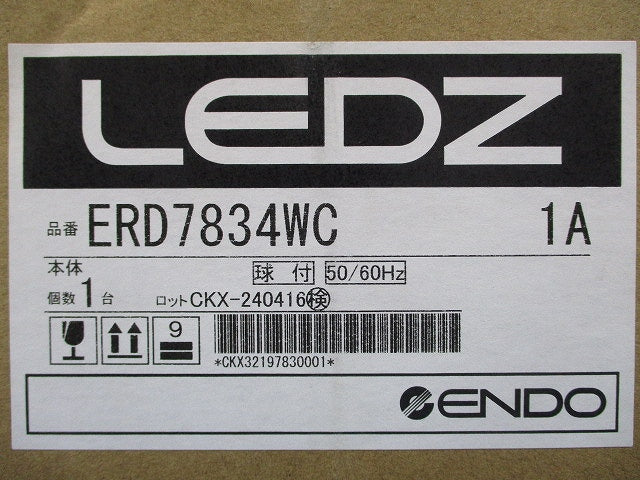 LEDZ
品番 ERD7834WC 1A
本体 球付 50/60Hz
個数 1 台 ロット CKX-240416 検
9
*CKX32197830001*
ENDO